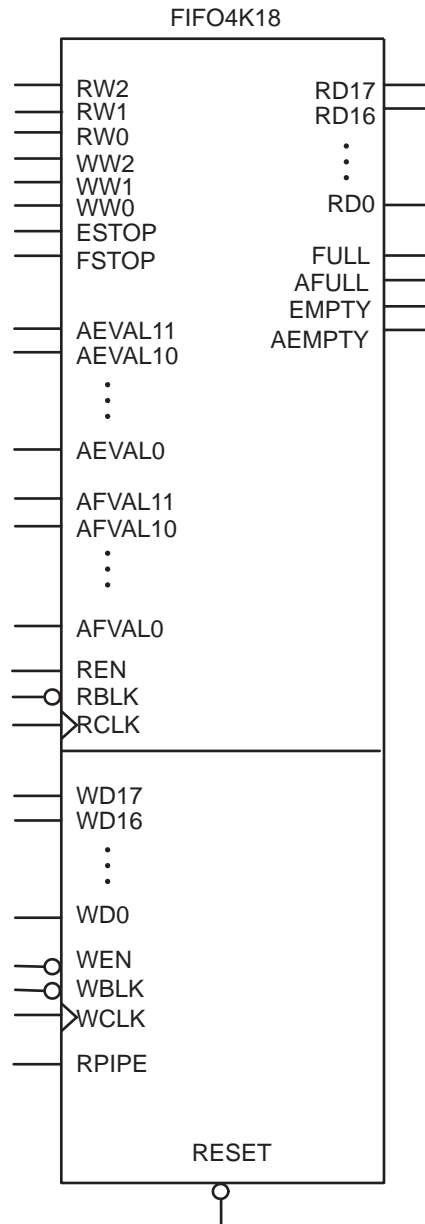 FIFO4K18
RW2
RW1
RW0
WW2
WW1
WW0
ESTOP
FSTOP
AEVAL11
AEVAL10
AEVAL0
AFVAL11
AFVAL10
AFVAL0
REN
RBLK
RCLK
RD17
RD16
RD0
FULL
AFULL
EMPTY
AEMPTY
WD17
WD16
WD0
WEN
WBLK
WCLK
RPIPE
RESET